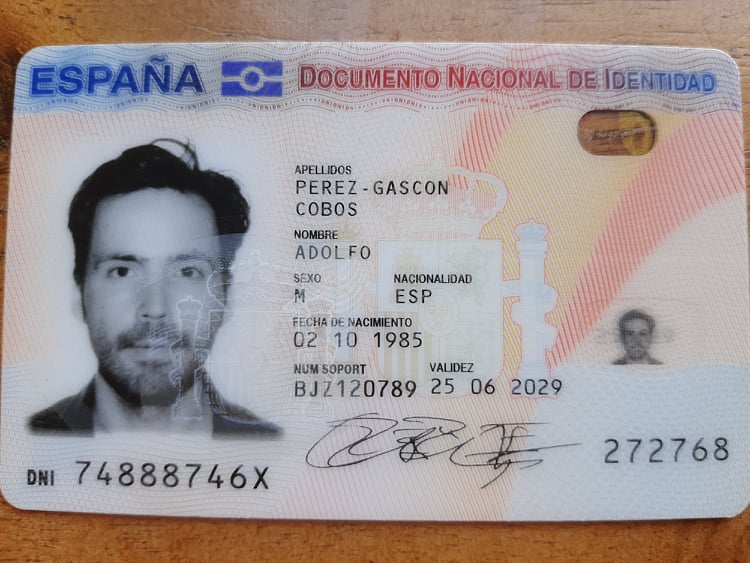 ESPAÑA
DOCUMENTO NACIONAL DE IDENTIDAD
APELLIDOS
PEREZ-GASCON
COBOS
NOMBRE
ADOLFO
SEXO NACIONALIDAD
M ESP
FECHA DE NACIMIENTO
02 10 1985
NUM SOPORT VALIDEZ
BJZ120789 25 06 2029
272768
DNI 74888746X